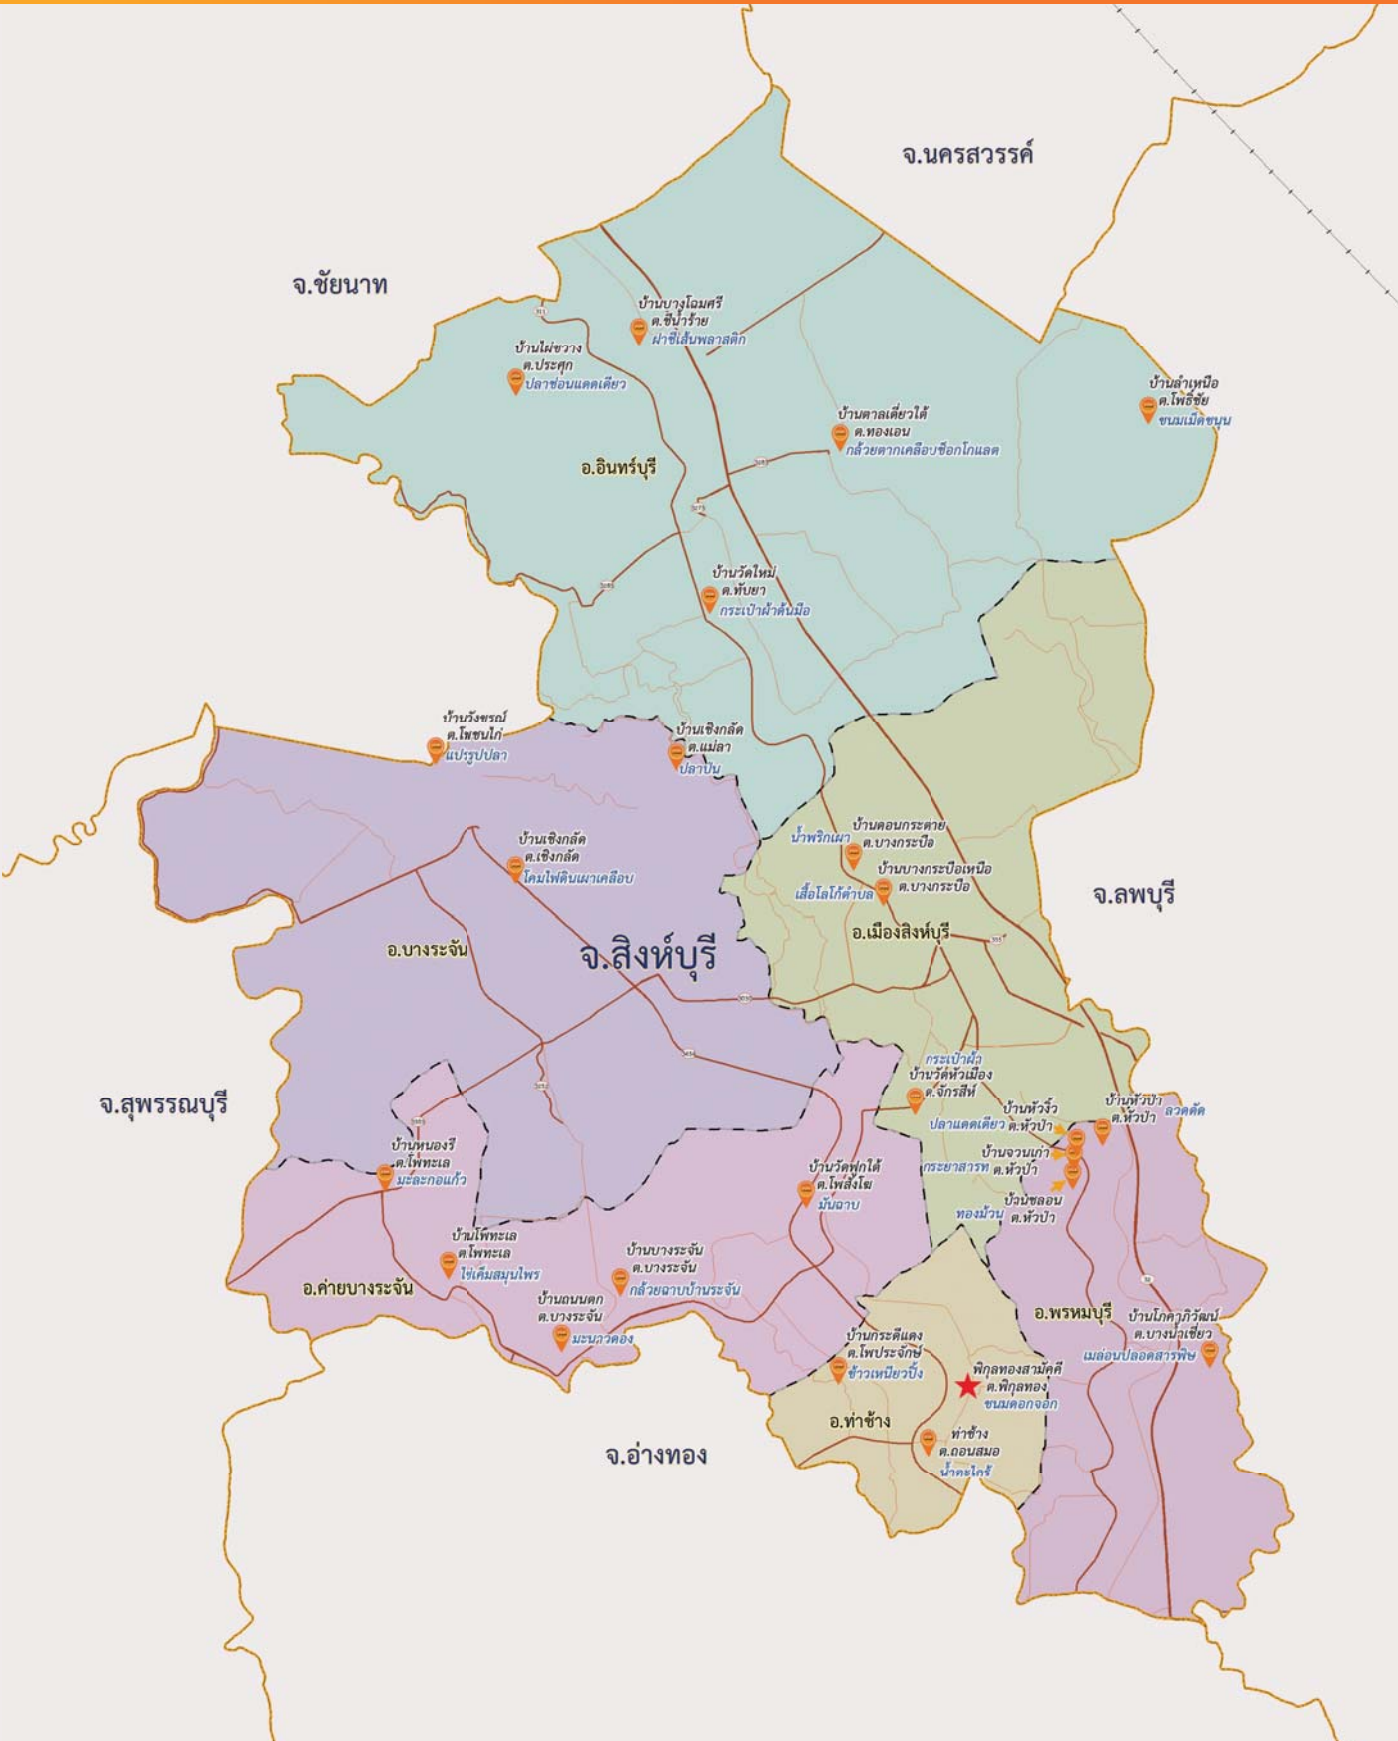 จ.นครสวรรค์
จ.ชัยนาท
บ้านบางโฉมศรี
ต.ชีน้ำร้าย
ฝาชีเส้นพลาสติก
311
บ้านไผ่ขวาง
ต.ประศุก
ปลาช่อนแดดเดียว
บ้านลำเหนือ
ต.โพธิ์ชัย
ขนมเม็ดขนุน
บ้านตาลเดี่ยวใต้
ต.ทองเอน
กล้วยตากเคลือบช็อกโกแลต
อ.อินทร์บุรี
บ้านวัดใหม่
ต.ทับยา
กระเป๋าผ้าด้นมือ
บ้านวังขรณ์
ต.โพชนไก่
แปรรูปปลา
บ้านเชิงกลัด
ต.แม่ลา
ปลาป่น
บ้านเชิงกลัด
ต.เชิงกลัด
โคมไฟดินเผาเคลือบ
น้ำพริกเผา
บ้านดอนกระต่าย
ต.บางกระบือ
บ้านบางกระบือเหนือ
ต.บางกระบือ
เสื้อโลโก้ตำบล
จ.ลพบุรี
อ.เมืองสิงห์บุรี
อ.บางระจัน
จ.สิงห์บุรี
กระเป๋าผ้า
บ้านวัดหัวเมือง
ต.จักรสีห์
จ.สุพรรณบุรี
บ้านหัวงิ้ว
ต.หัวป่า
ปลาแดดเดียว
บ้านหัวป่า
ต.หัวป่า
ลวดดัด
บ้านจวนเก่า
ต.หัวป่า
กระยาสารท
บ้านชลอน
ต.หัวป่า
ทองม้วน
บ้านหนองรี
ต.โพทะเล
มะละกอแก้ว
บ้านวัดฟูกใต้
ต.โพสังโฆ
มันฉาบ
บ้านโพทะเล
ต.โพทะเล
ไข่เค็มสมุนไพร
บ้านบางระจัน
ต.บางระจัน
กล้วยฉาบบ้านระจัน
อ.ค่ายบางระจัน
บ้านถนนตก
ต.บางระจัน
มะนาวดอง
อ.พรหมบุรี
บ้านโภคาภิวัฒน์
ต.บางน้ำเชี่ยว
เมล่อนปลอดสารพิษ
บ้านกระดีแดง
ต.โพประจักษ์
ข้าวเหนียวปิ้ง
พิกุลทองสามัคคี
ต.พิกุลทอง
ขนมดอกจอก
อ.ท่าช้าง
ท่าช้าง
ต.ถอนสมอ
น้ำตะไคร้
จ.อ่างทอง